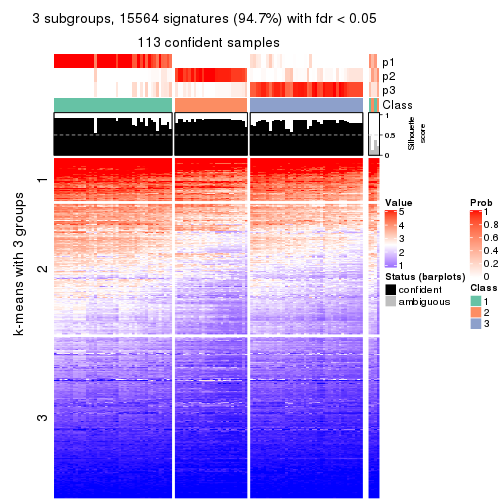 3 subgroups, 15564 signatures (94.7%) with fdr < 0.05
113 confident samples
p1
p2
p3
Class
1
0.5
0
Silhouette
score
k-means with 3 groups
1
2
3
Value
5
4
3
2
1
Status (barplots)
confident
ambiguous
Prob
1
0.8
0.6
0.4
0.2
0
Class
1
2
3